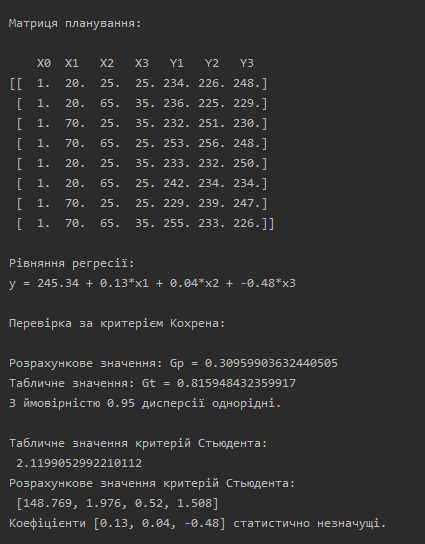 Матриця планування:
X0 X1 X2 X3 Y1 Y2 Y3
[[ 1. 20. 25. 25. 234. 226. 248.]
[ 1. 20. 65. 35. 236. 225. 229.]
[ 1. 70. 25. 35. 232. 251. 230.]
[ 1. 70. 65. 25. 253. 256. 248.]
[ 1. 20. 25. 35. 233. 232. 250.]
[ 1. 20. 65. 25. 242. 234. 234.]
[ 1. 70. 25. 25. 229. 239. 247.]
[ 1. 70. 65. 35. 255. 233. 226.]]
Рівняння регресії:
y = 245.34 + 0.13*x1 + 0.04*x2 + -0.48*x3
Перевірка за критерієм Кохрена:
Розрахункове значення: Gp = 0.30959903632440505
Табличне значення: Gt = 0.815948432359917
З ймовірністю 0.95 дисперсії однорідні.
Табличне значення критерій Стьюдента:
2.1199052992210112
Розрахункове значення критерій Стьюдента:
[148.769, 1.976, 0.52, 1.508]
Коефіцієнти [0.13, 0.04, -0.48] статистично незначущі.